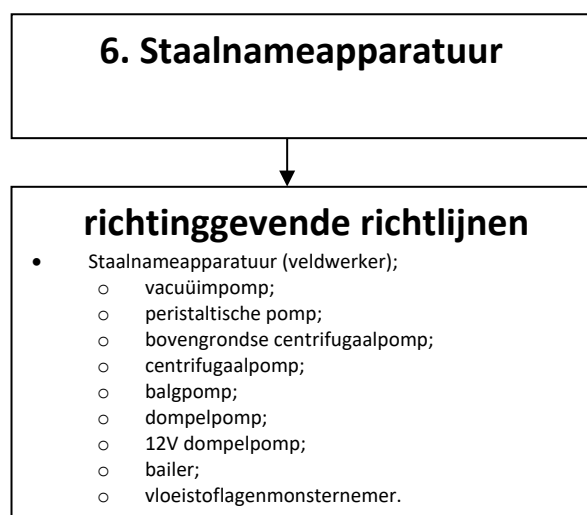 6. Staalnameapparatuur
richtinggevende richtlijnen
• Staalnameapparatuur (veldwerker);
o vacuümpomp;
o peristaltische pomp;
o bovengrondse centrifugaalpomp;
o centrifugaalpomp;
o balgpomp;
o dompelpomp;
o 12V dompelpomp;
o bailer;
o vloeistoflagenmonsternemer.